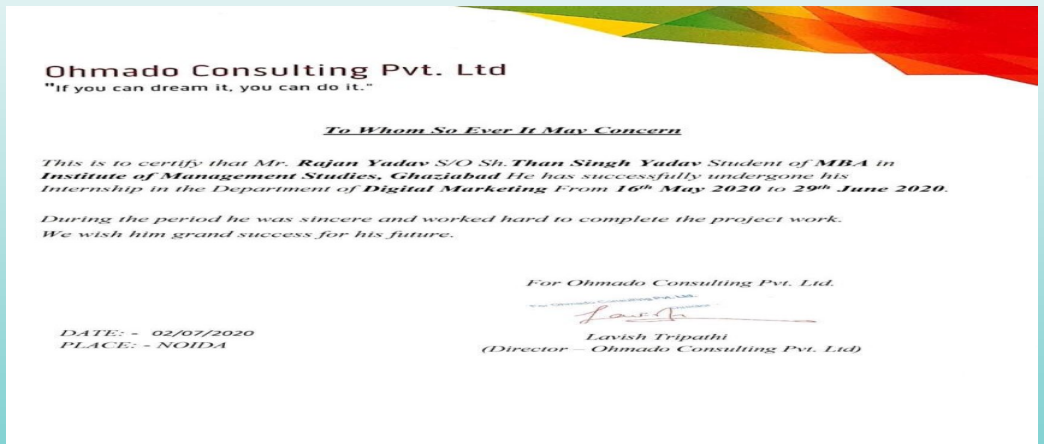 Ohmado Consulting Pvt. Ltd
"If you can dream it, you can do it."
To Whom So Ever It May Concern
This is to certify that Mr. Rajan Yadav S/O Sh.Than Singh Yadav Student of MBA in
Institute of Management Studies, Ghaziabad He has successfully undergone his
Internship in the Department of Digital Marketing From 16th May 2020 to 29th June 2020.
During the period he was sincere and worked hard to complete the project work.
We wish him grand success for his future.
For Ohmado Consulting Pvt. Ltd.
For Ohmado Consulting Pvt. Ltd.
DATE: - 02/07/2020
PLACE: - NOIDA
Lavish Tripathi
(Director – Ohmado Consulting Pvt. Ltd)